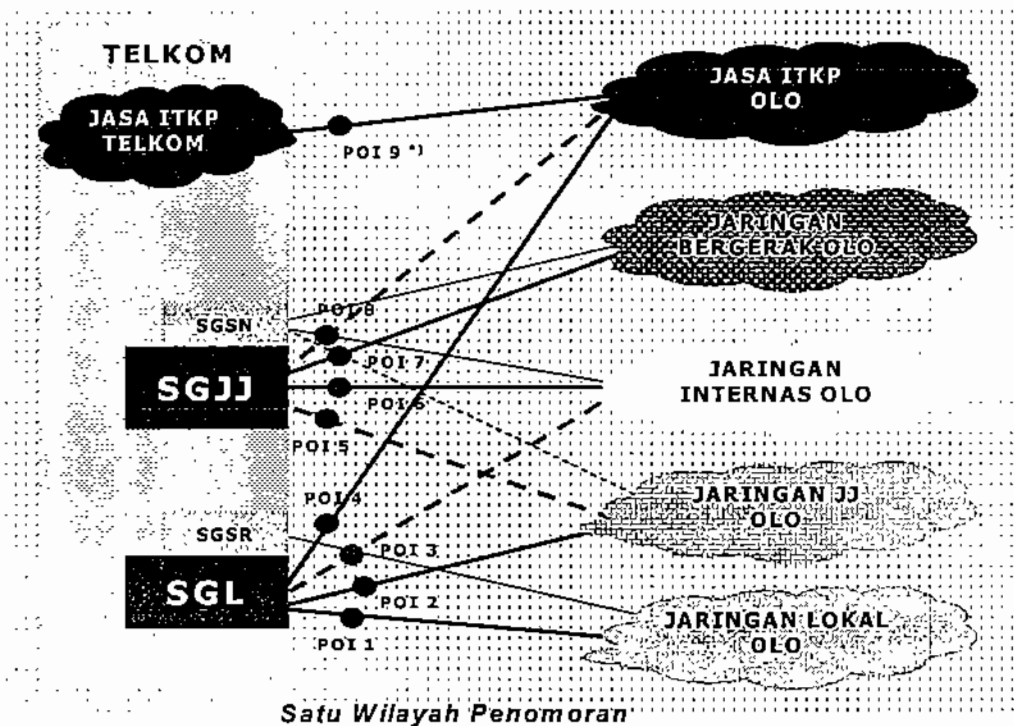 TELKOM
JASA ITKP
TELKOM
JASA ITKP
OLO
POI 9 *)
JARINGAN
BERGERAK OLO
SGSN
POI 8
SGJJ
POI 7
POI 6
POI 5
JARINGAN
INTERNAS OLO
POI 4
SGSR
JARINGAN JJ
OLO
POI 3
SGL
POI 2
POI 1
JARINGAN LOKAL
OLO
Satu Wilayah Penomoran